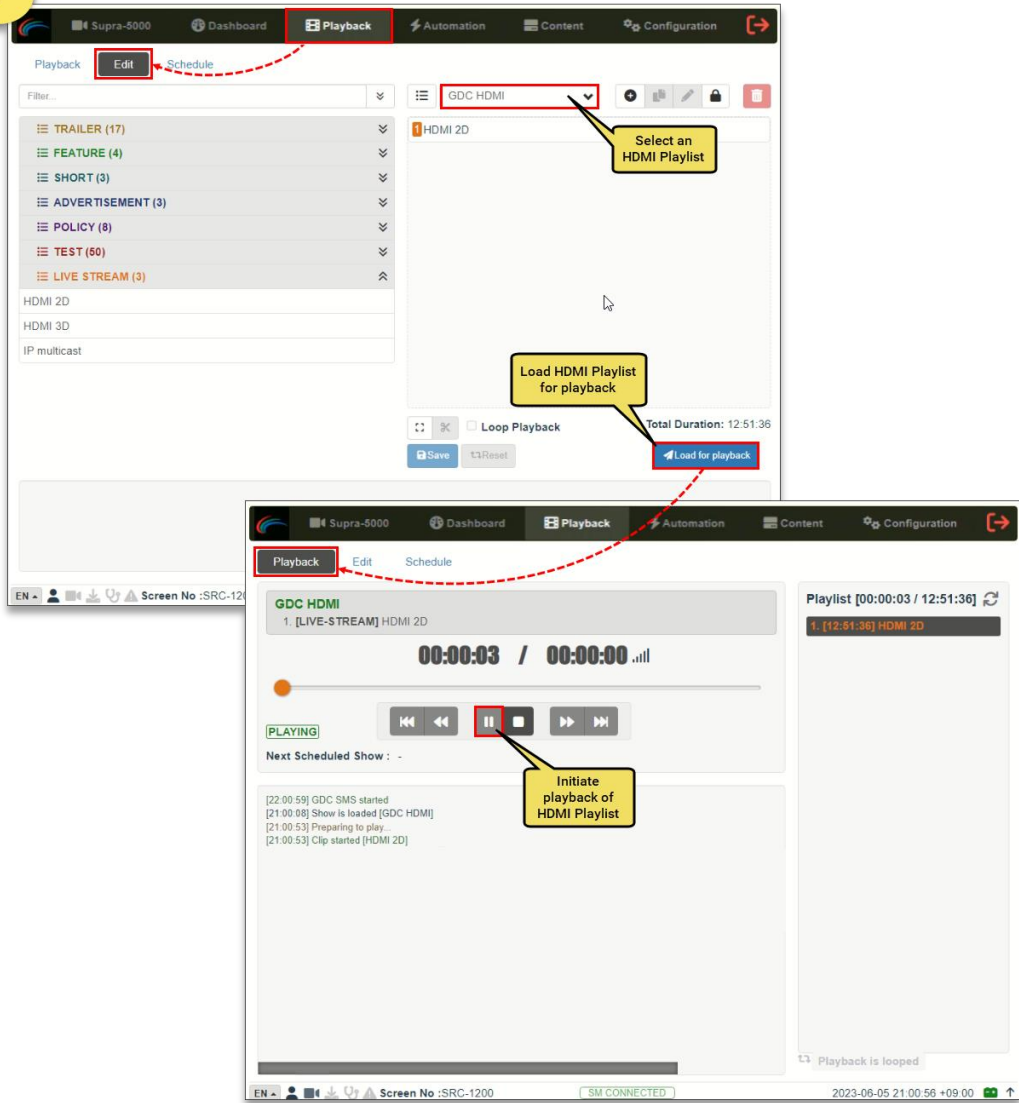 Supra-5000 Dashboard Playback Automation Content Configuration
Playback Edit Schedule
Filter...
GDC HDMI
TRAILER (17)
FEATURE (4)
SHORT (3)
ADVERTISEMENT (3)
POLICY (8)
TEST (50)
LIVE STREAM (3)
HDMI 2D
HDMI 3D
IP multicast
1 HDMI 2D
Select an
HDMI Playlist
Load HDMI Playlist
for playback
Loop Playback
Total Duration: 12:51:36
Save Reset Load for playback
EN Screen No :SRC-120
Supra-5000 Dashboard Playback Automation Content Configuration
Playback Edit Schedule
GDC HDMI
1. [LIVE-STREAM] HDMI 2D
00:00:03 / 00:00:00
PLAYING
Next Scheduled Show : -
Initiate
playback of
HDMI Playlist
[22:00:59] GDC SMS started
[21:00:08] Show is loaded [GDC HDMI]
[21:00:53] Preparing to play...
[21:00:53] Clip started [HDMI 2D]
Playlist [00:00:03 / 12:51:36]
1. [12:51:36] HDMI 2D
Playback is looped
EN Screen No :SRC-1200 SM CONNECTED 2023-06-05 21:00:56 +09:00